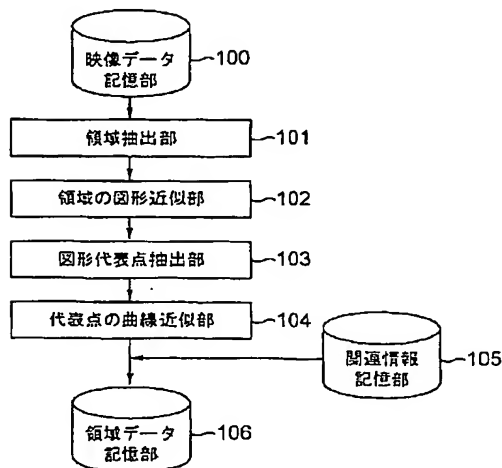 映像データ
記憶部
100
領域抽出部
101
領域の図形近似部
102
図形代表点抽出部
103
代表点の曲線近似部
104
関連情報
記憶部
105
領域データ
記憶部
106